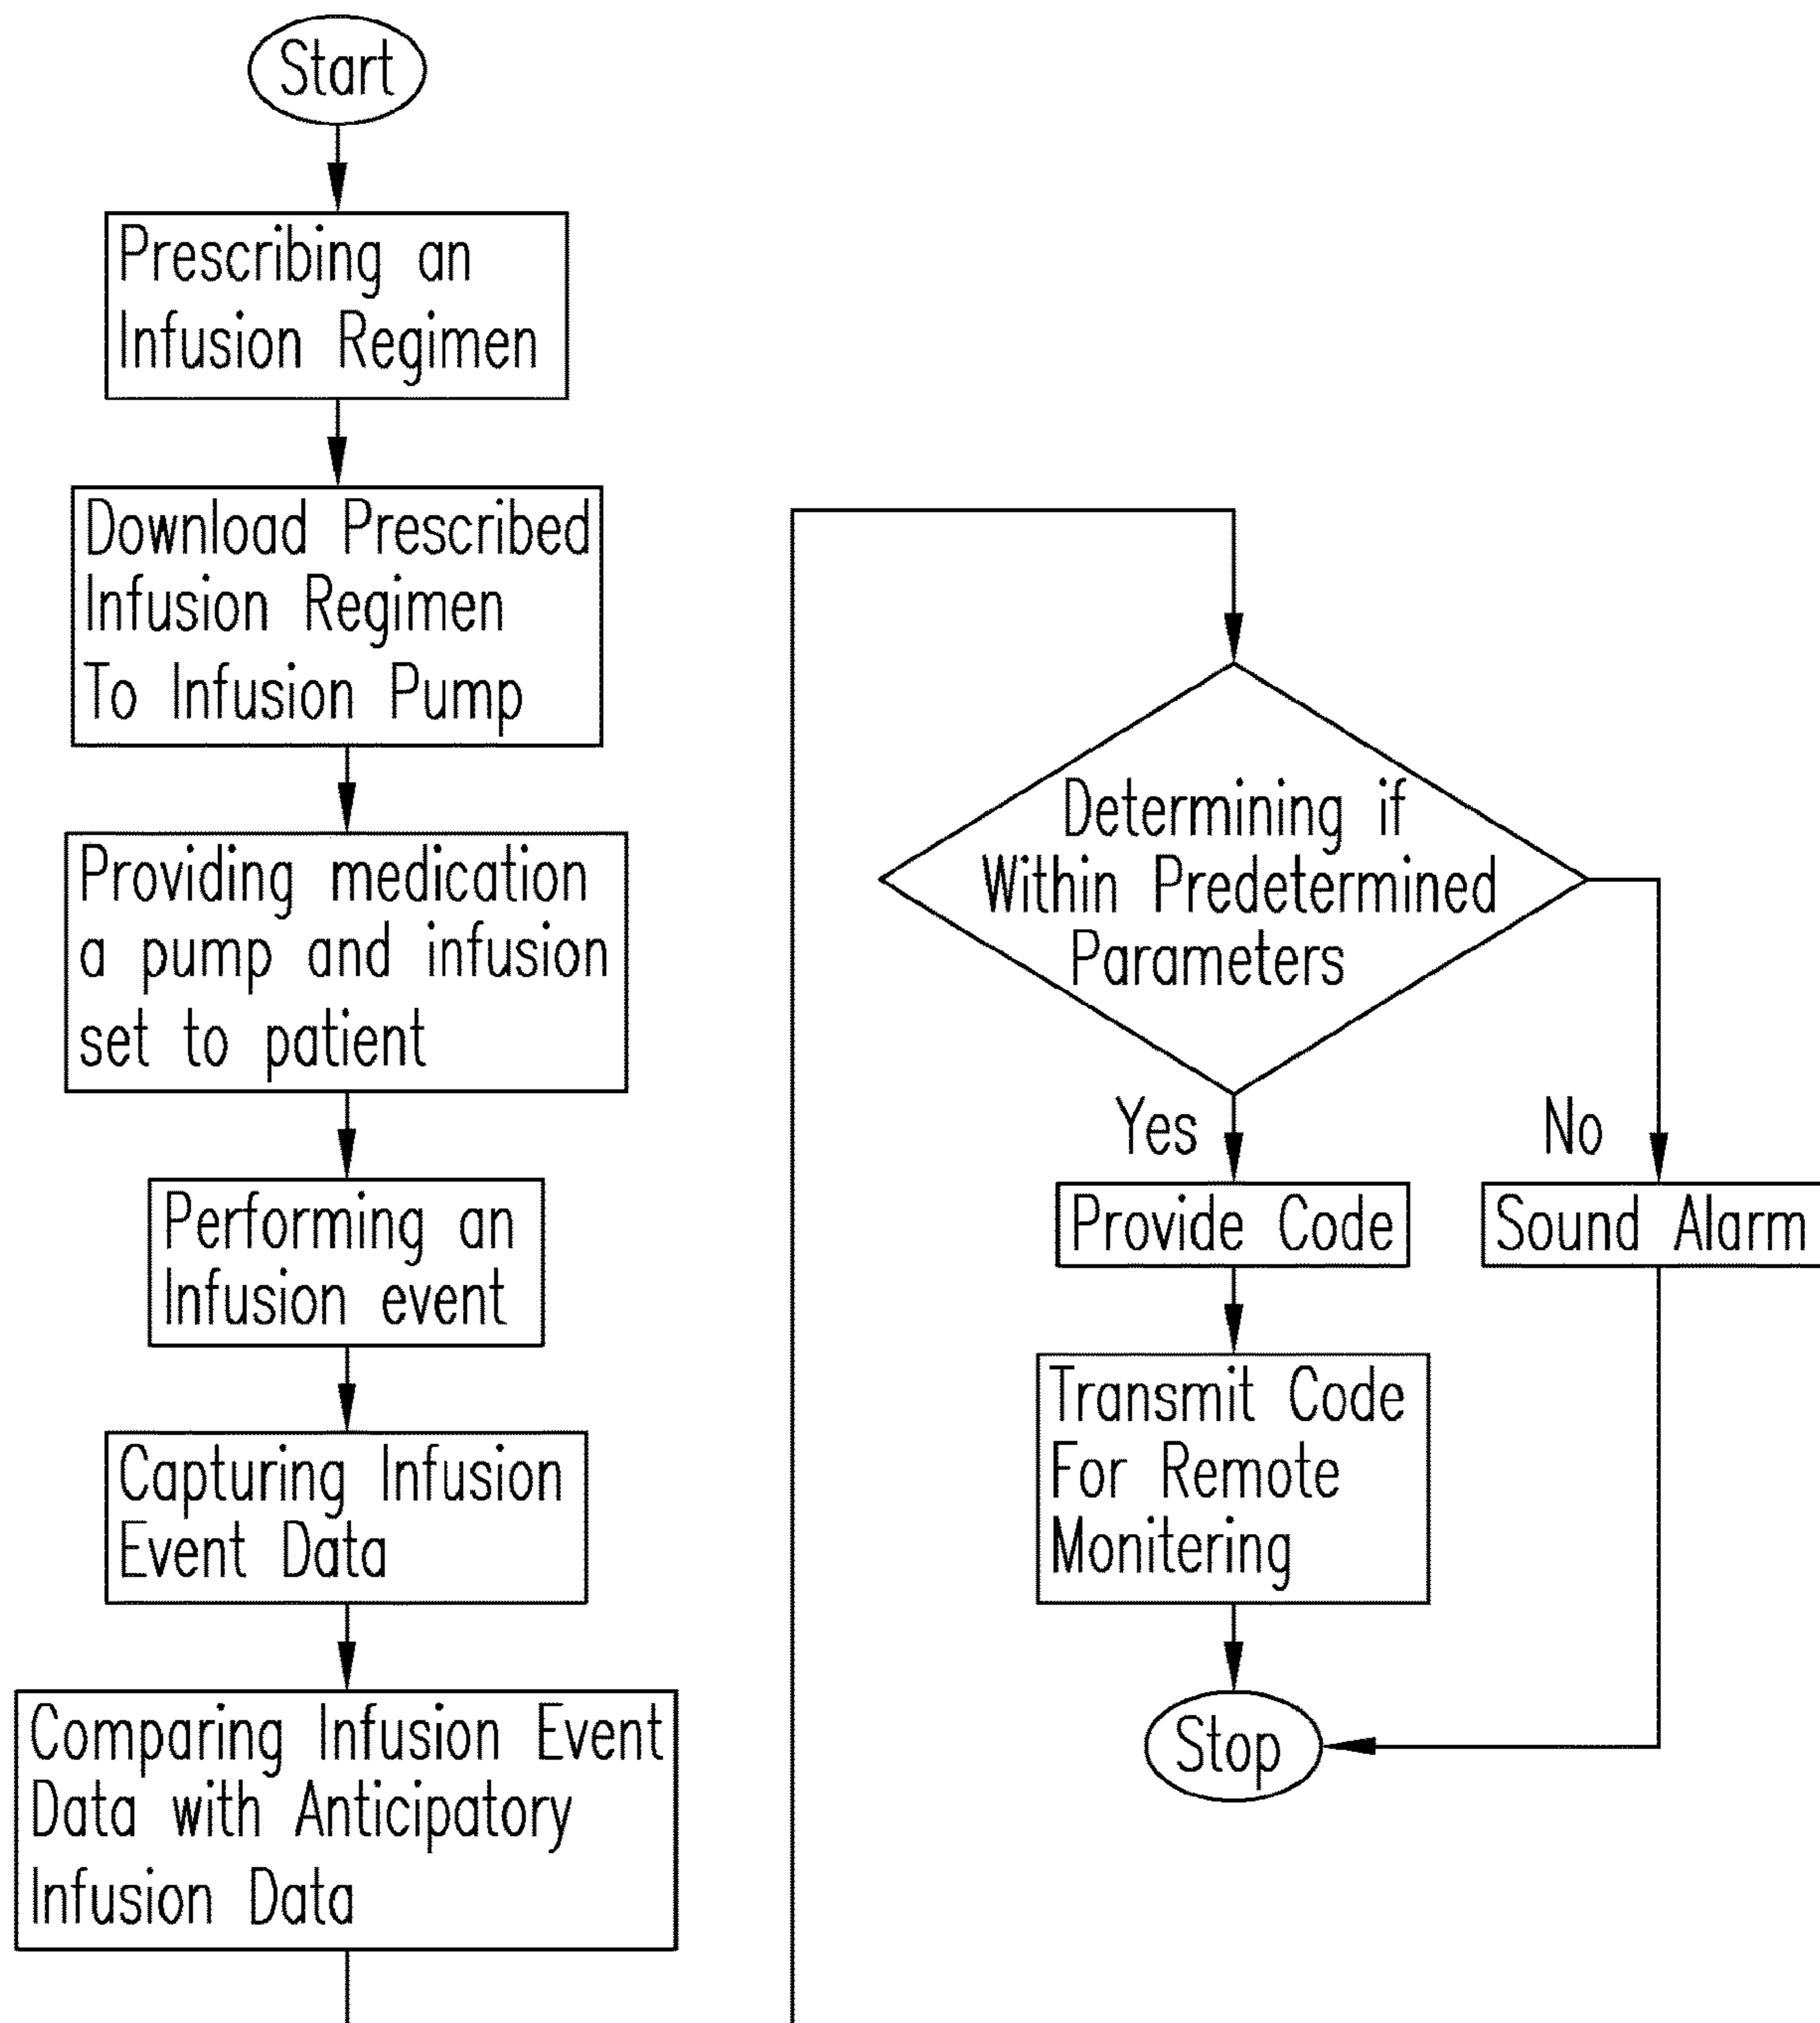 Start
Prescribing an
Infusion Regimen
Download Prescribed
Infusion Regimen
To Infusion Pump
Providing medication
a pump and infusion
set to patient
Performing an
Infusion event
Capturing Infusion
Event Data
Comparing Infusion Event
Data with Anticipatory
Infusion Data
Determining if
Within Predetermined
Parameters
Yes
No
Provide Code
Sound Alarm
Transmit Code
For Remote
Monitering
Stop